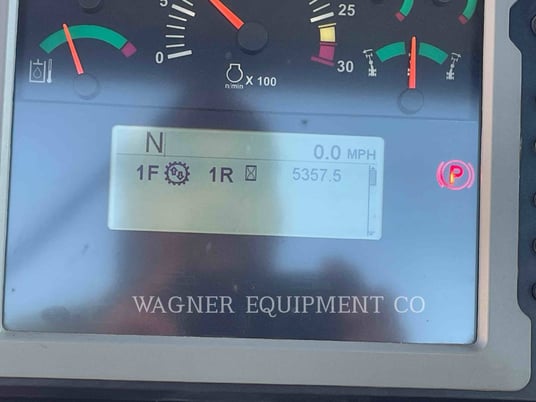 5
25
0
30
n/min X 100
N 0.0 MPH
1F 1R 5357.5
P
WAGNER EQUIPMENT CO